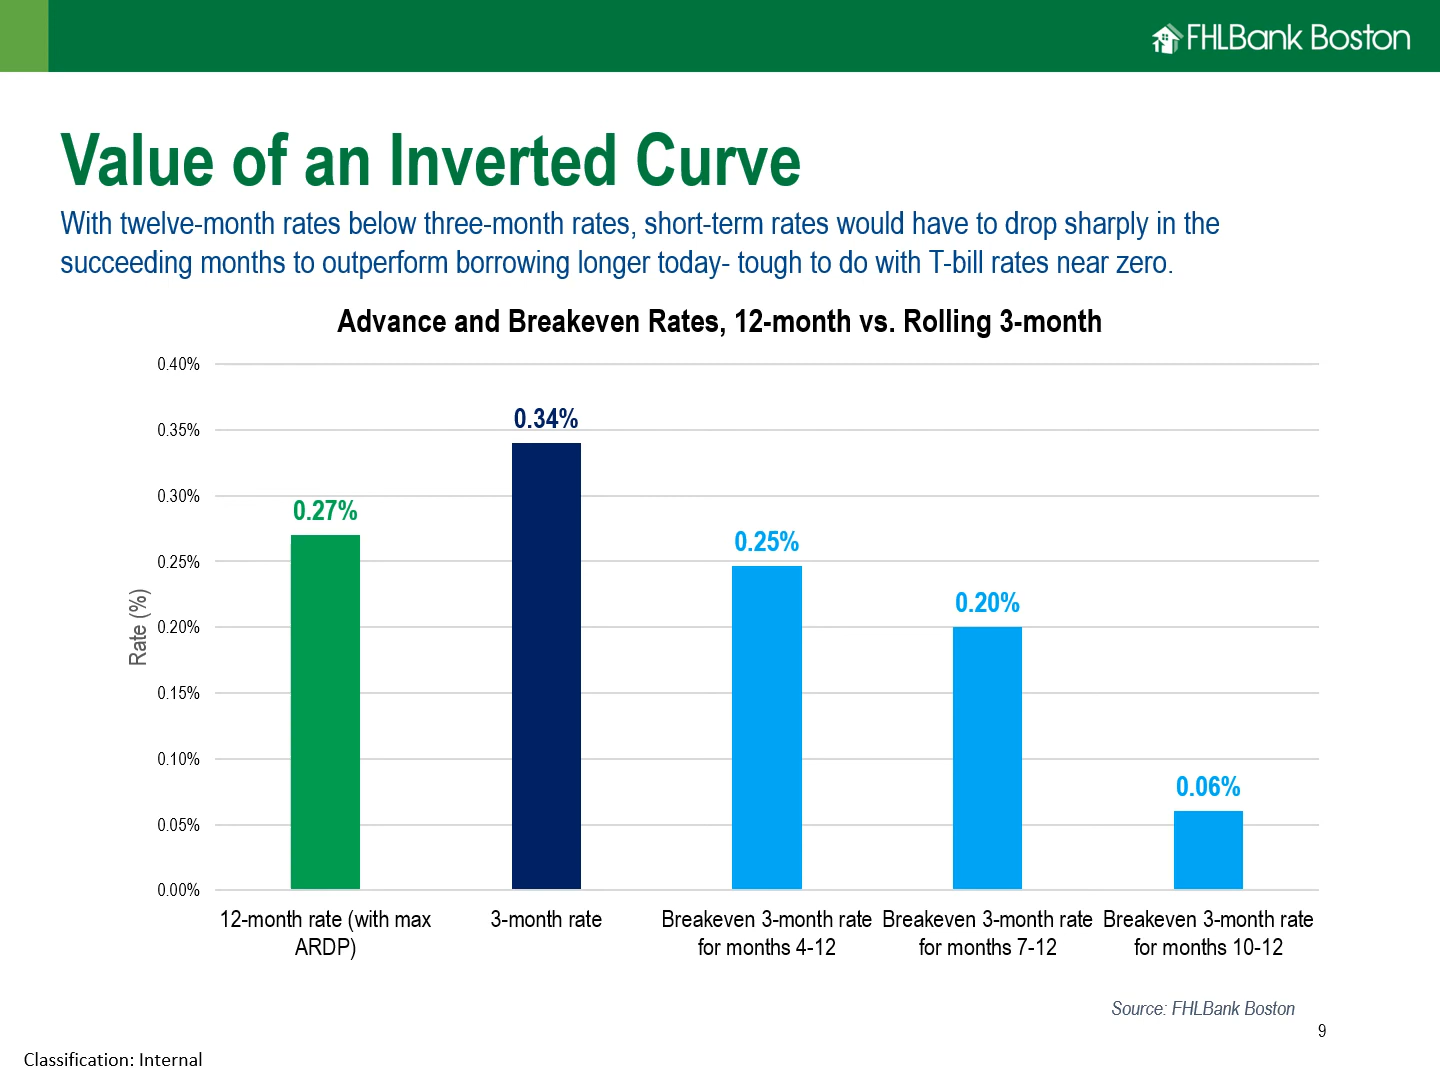 FHLBank Boston
Value of an Inverted Curve
With twelve-month rates below three-month rates, short-term rates would have to drop sharply in the
succeeding months to outperform borrowing longer today- tough to do with T-bill rates near zero.
Advance and Breakeven Rates, 12-month vs. Rolling 3-month
Rate (%)
0.40%
0.35%
0.30%
0.25%
0.20%
0.15%
0.10%
0.05%
0.00%
0.27%
0.34%
0.25%
0.20%
0.06%
12-month rate (with max
ARDP)
3-month rate
Breakeven 3-month rate
for months 4-12
Breakeven 3-month rate
for months 7-12
Breakeven 3-month rate
for months 10-12
Source: FHLBank Boston
9
Classification: Internal